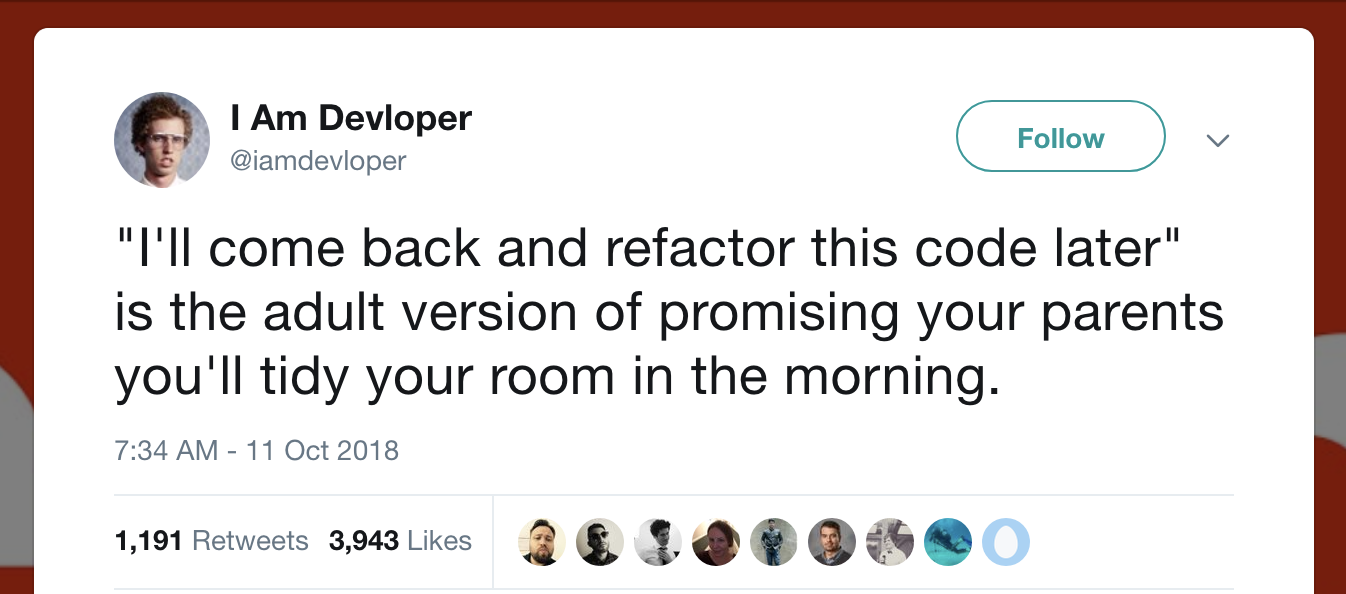 I Am Devloper
@iamdevloper
Follow
"I'll come back and refactor this code later"
is the adult version of promising your parents
you'll tidy your room in the morning.
7:34 AM - 11 Oct 2018
1,191 Retweets 3,943 Likes